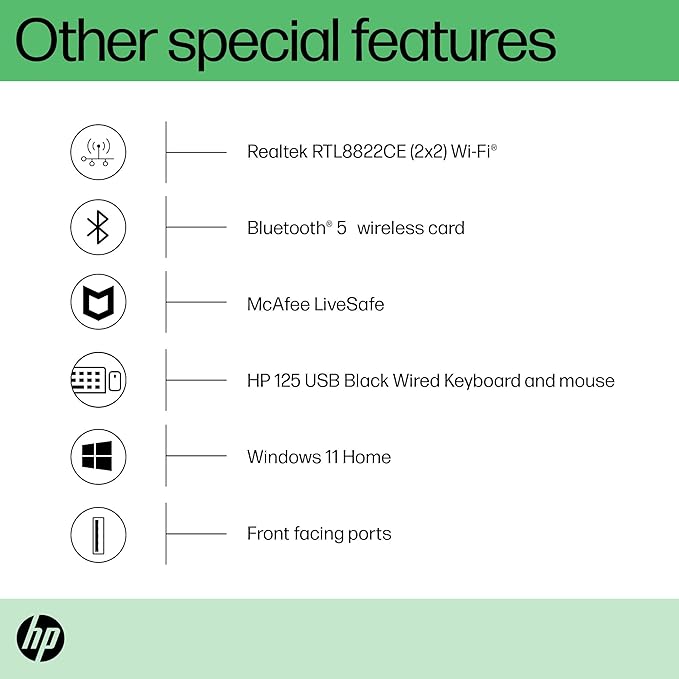 Other special features
Realtek RTL8822CE (2x2) Wi-Fi®
Bluetooth® 5 wireless card
McAfee LiveSafe
HP 125 USB Black Wired Keyboard and mouse
Windows 11 Home
Front facing ports
hp